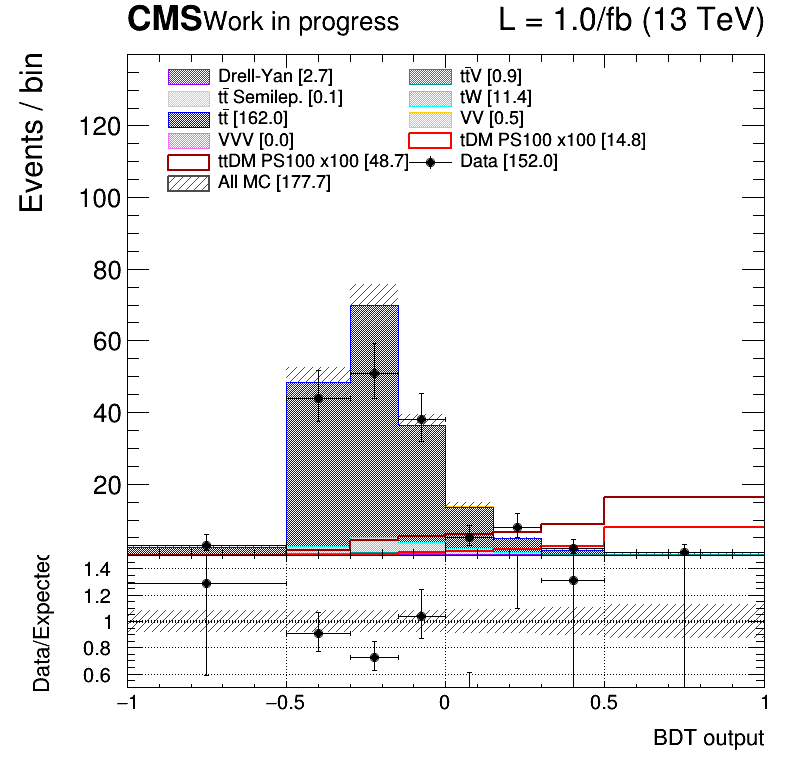 CMS Work in progress L = 1.0/fb (13 TeV)
Events / bin
Drell-Yan [2.7] tt̄V [0.9]
tt̄ Semilep. [0.1] tW [11.4]
tt̄ [162.0] VV [0.5]
VVV [0.0] tDM PS100 x100 [14.8]
ttDM PS100 x100 [48.7] Data [152.0]
All MC [177.7]
120
100
80
60
40
20
Data/Expected
1.4
1.2
1
0.8
0.6
−1 −0.5 0 0.5 1
BDT output